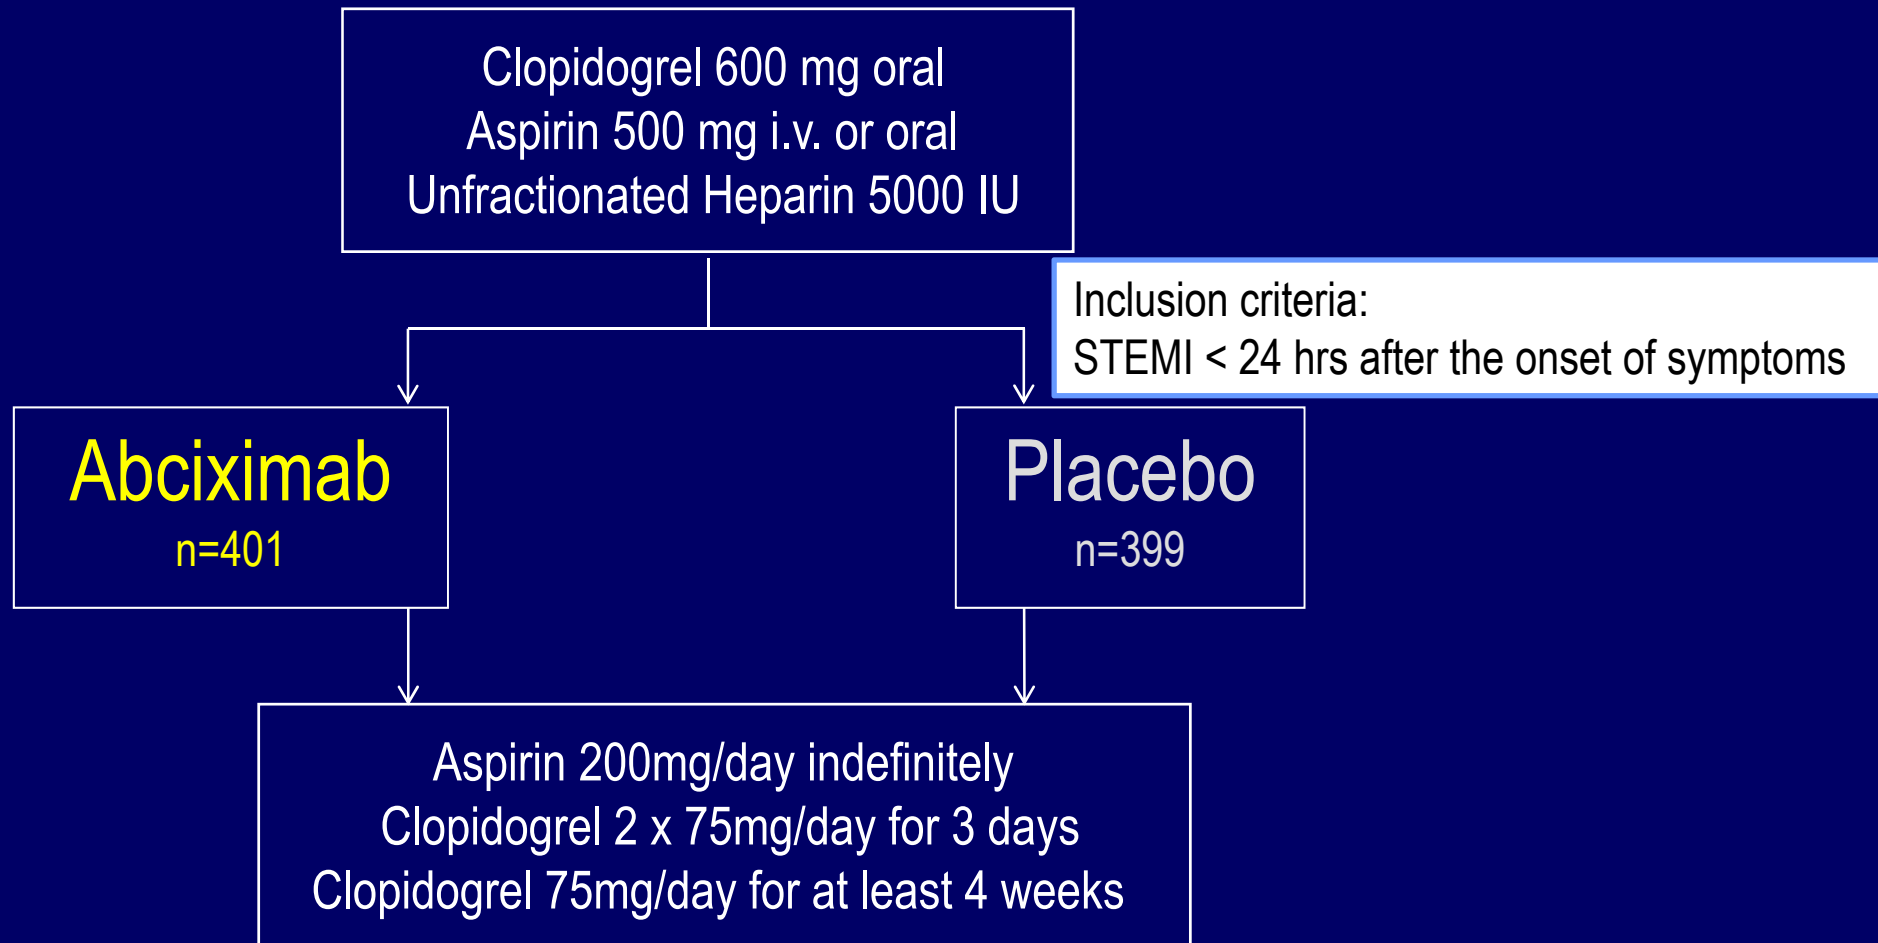 Clopidogrel 600 mg oral
Aspirin 500 mg i.v. or oral
Unfractionated Heparin 5000 IU
Inclusion criteria:
STEMI < 24 hrs after the onset of symptoms
Abciximab
n=401
Placebo
n=399
Aspirin 200mg/day indefinitely
Clopidogrel 2 x 75mg/day for 3 days
Clopidogrel 75mg/day for at least 4 weeks